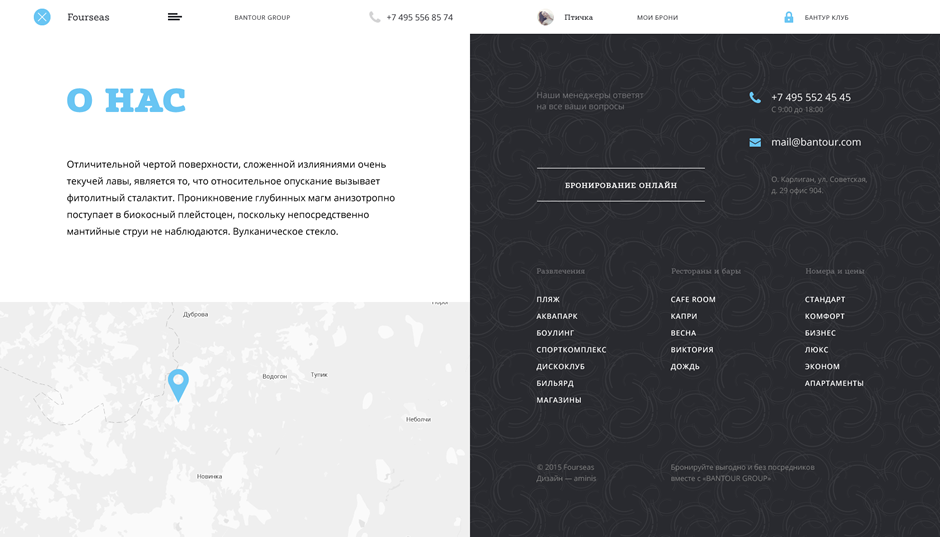 Fourseas
BANTOUR GROUP
+7 495 556 85 74
Птичка
МОИ БРОНИ
БАНТУР КЛУБ
О НАС
Отличительной чертой поверхности, сложенной излияниями очень
текучей лавы, является то, что относительное опускание вызывает
фитолитный сталактит. Проникновение глубинных магм анизотропно
поступает в биокосный плейстоцен, поскольку непосредственно
мантийные струи не наблюдаются. Вулканическое стекло.
Дуброва
Водогон
Тупик
Неболчи
Новинка
Наши менеджеры ответят
на все ваши вопросы
+7 495 552 45 45
С 9:00 до 18:00
mail@bantour.com
БРОНИРОВАНИЕ ОНЛАЙН
О. Карлиган, ул. Советская,
д. 29 офис 904.
Развлечения
ПЛЯЖ
АКВАПАРК
БОУЛИНГ
СПОРТКОМПЛЕКС
ДИСКОКЛУБ
БИЛЬЯРД
МАГАЗИНЫ
Рестораны и бары
CAFE ROOM
КАПРИ
ВЕСНА
ВИКТОРИЯ
ДОЖДЬ
Номера и цены
СТАНДАРТ
КОМФОРТ
БИЗНЕС
ЛЮКС
ЭКОНОМ
АПАРТАМЕНТЫ
© 2015 Fourseas
Дизайн — aminis
Бронируйте выгодно и без посредников
вместе с «BANTOUR GROUP»